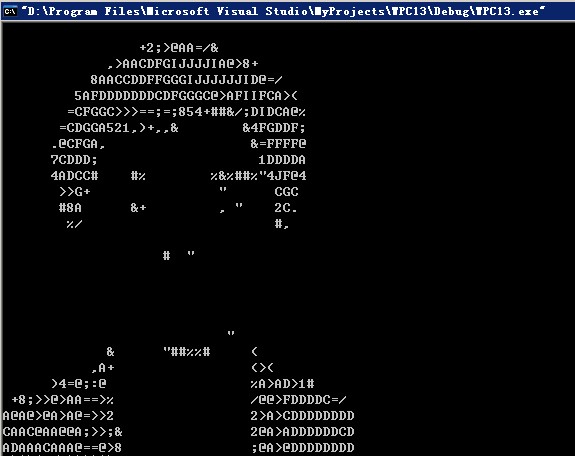 "D:\Program Files\Microsoft Visual Studio\MyProjects\WPC13\Debug\WPC13.exe"
+2;>@AA=/&
,>AACDFGIJJJJIA@>8+
8AACCDDFFGGGIJJJJJJID@=/
5AFDDDDDDDCDFGGGC@>AFIIFCA>(
=CFGGC>>>==;=;854+##&/;DIDCA@%
=CDGGA521,>+,,& &4FGDDF;
.@CFGA, &=FFFF@
7CDDD; 1DDDDA
4ADCC# #% %&%##%"4JF@4
>>G+ " CGC
#8A &+ , " 2C.
%/ #,
# "
"
& "##%%# (
,A+ (>(
>4=@;:@ %A>AD>1#
+8;>>@>AA==>% /@@>FDDDDC=/
A@A@>@A>A@=>>2 2>A>CDDDDDDDD
CAAC@AA@@A;>>;& 2@A>ADDDDDDCD
ADAAACAAA@==@>8 ;@A>@DDDDDDDD